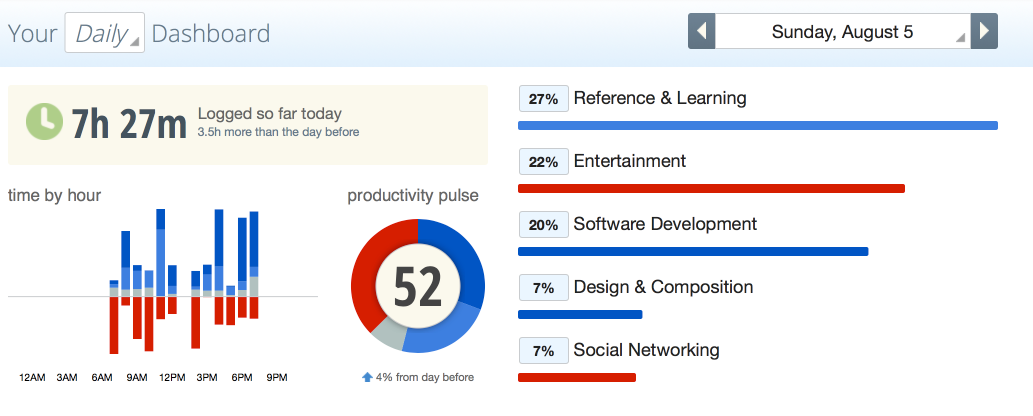 Your Daily Dashboard
Sunday, August 5
7h 27m
Logged so far today
3.5h more than the day before
time by hour
12AM 3AM 6AM 9AM 12PM 3PM 6PM 9PM
productivity pulse
52
4% from day before
27% Reference & Learning
22% Entertainment
20% Software Development
7% Design & Composition
7% Social Networking